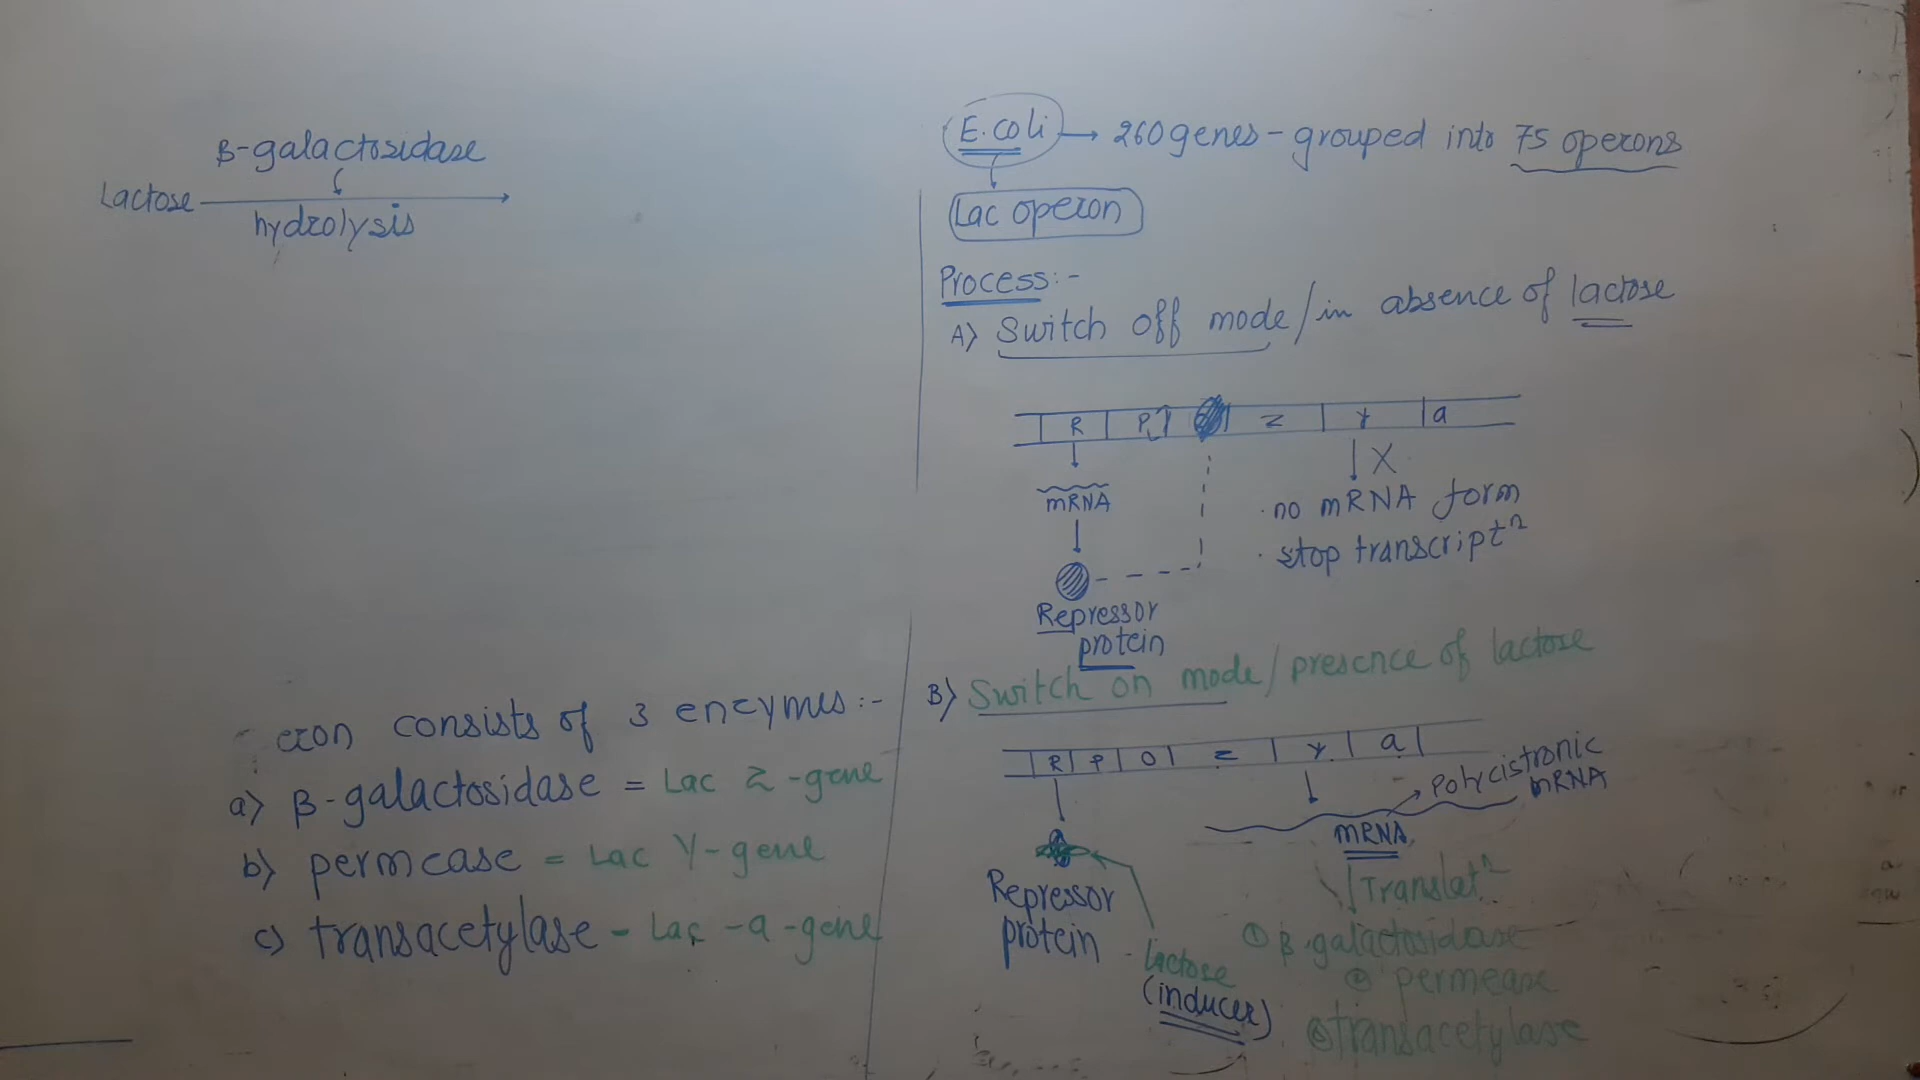 β-galactosidase
Lactose
hydrolysis
eron consists of 3 enzymes:-
a) β-galactosidase = Lac z -gene
b) permease = Lac Y-gene
c) transacetylase - Lac -a -gene
E.coli → 260 genes - grouped into 75 operons
Lac operon
Process:-
A) Switch off mode/in absence of lactose
R P z y a
mRNA
X
· no mRNA form
· stop transcriptⁿ
Repressor
protein
B) Switch on mode/presence of lactose
R P O z y a
Polycistronic
mRNA
mRNA
Translatⁿ
Repressor
protein
lactose
(inducer)
① β-galactosidase
② permease
③ transacetylase